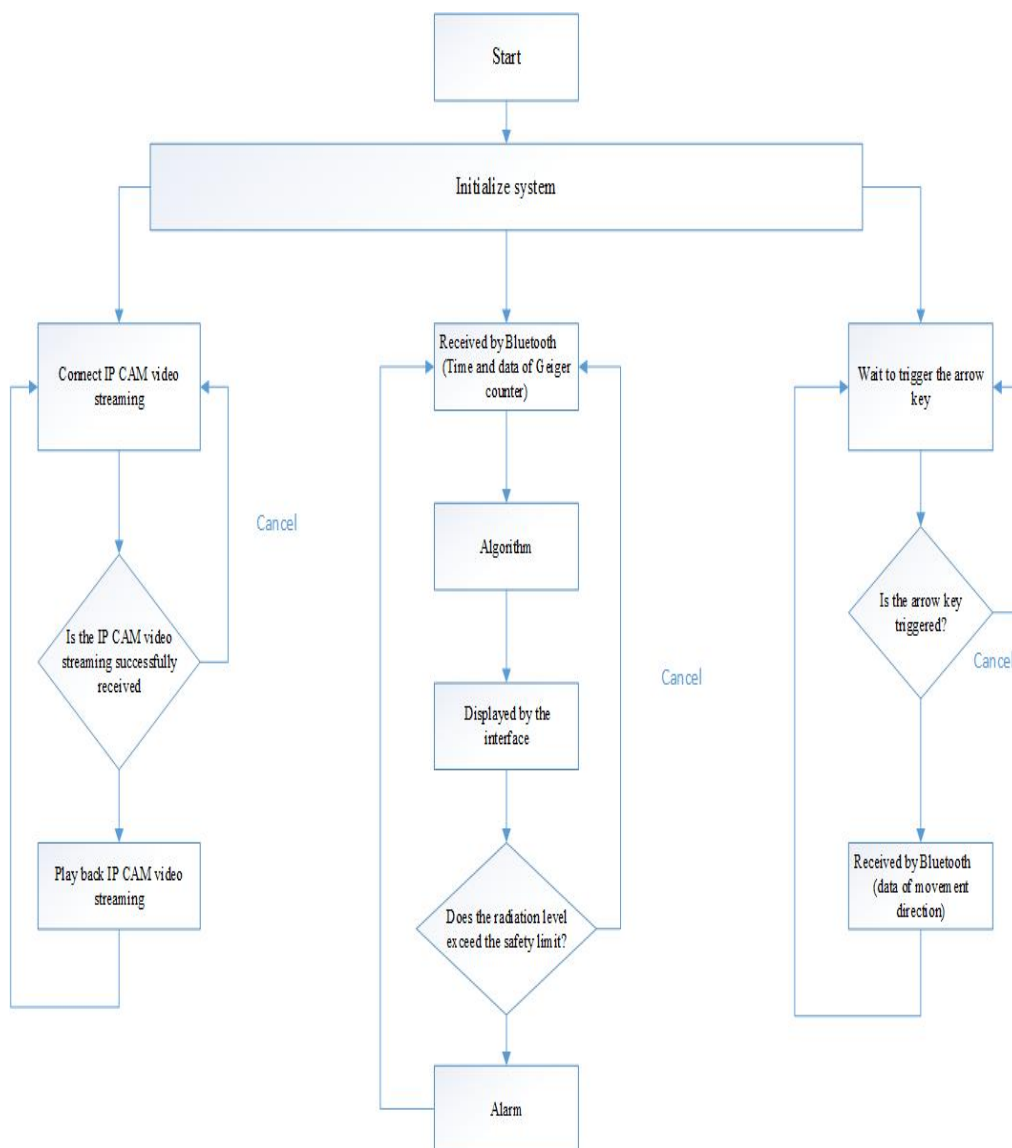 Start
Initialize system
Connect IP CAM video
streaming
Cancel
Is the IP CAM video
streaming successfully
received
Play back IP CAM video
streaming
Received by Bluetooth
(Time and data of Geiger
counter)
Algorithm
Displayed by the
interface
Cancel
Does the radiation level
exceed the safety limit?
Alarm
Wait to trigger the arrow
key
Is the arrow key
triggered?
Cancel
Received by Bluetooth
(data of movement
direction)